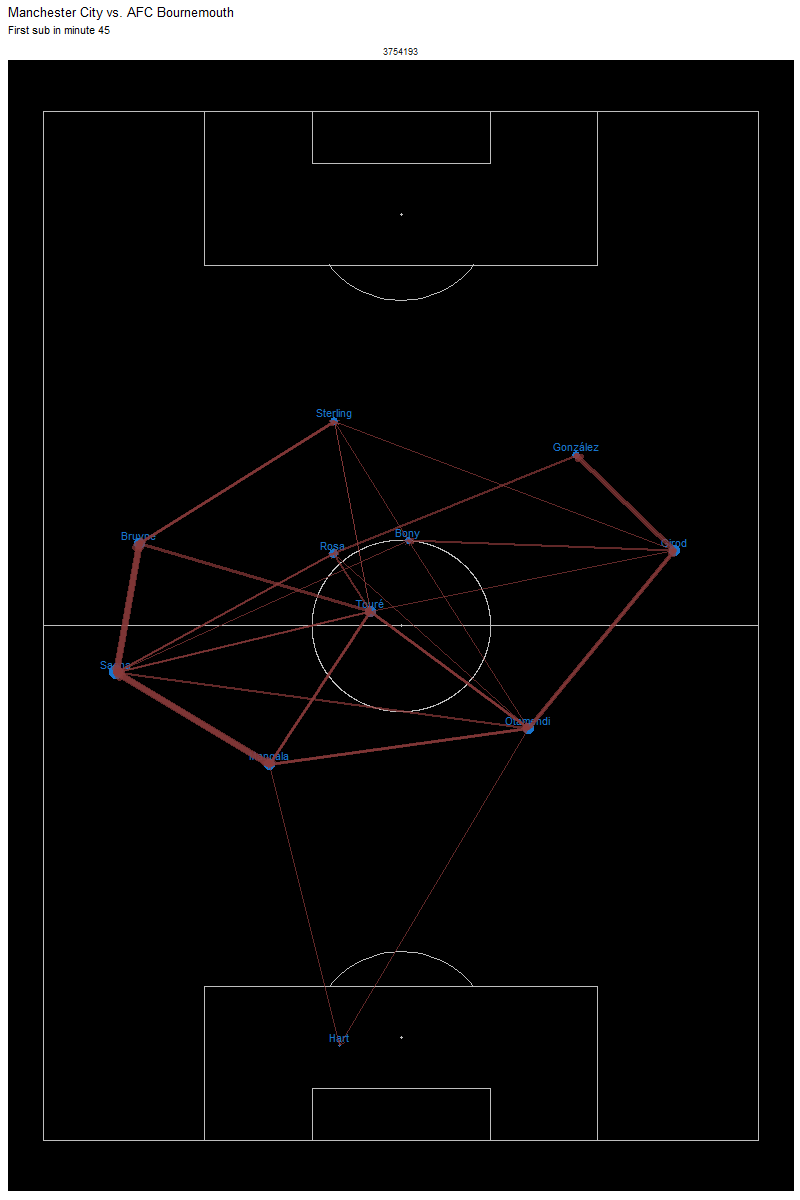 Manchester City vs. AFC Bournemouth
First sub in minute 45
3754193
Sterling
González
Bony
Bruyne
Rosa
Girod
Touré
Sagna
Otamendi
Mangala
Hart